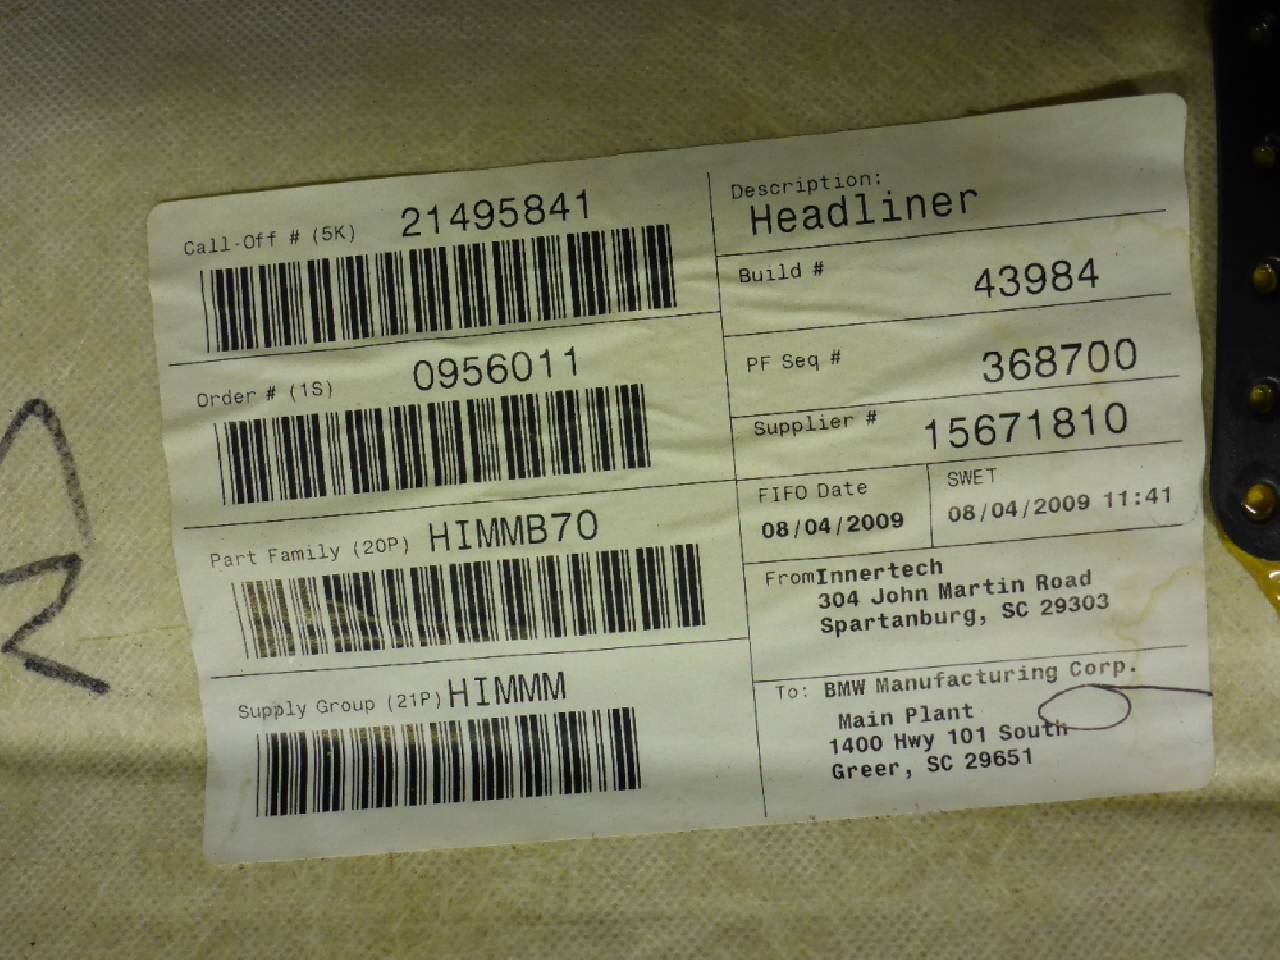 Call-Off # (5K) 21495841
Order # (1S) 0956011
Part Family (20P) HIMMB70
Supply Group (21P) HIMMM
Description:
Headliner
Build # 43984
PF Seq # 368700
Supplier # 15671810
FIFO Date
08/04/2009
SWET
08/04/2009 11:41
From Innertech
304 John Martin Road
Spartanburg, SC 29303
To: BMW Manufacturing Corp.
Main Plant
1400 Hwy 101 South
Greer, SC 29651